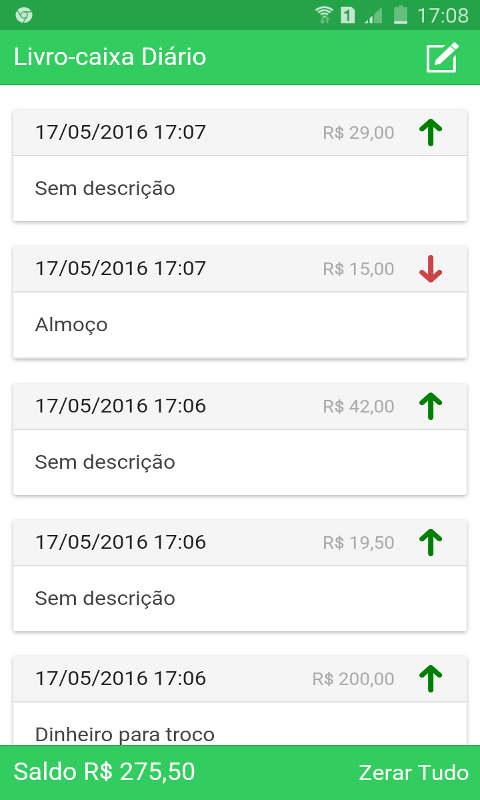 1 17:08
Livro-caixa Diário
17/05/2016 17:07 R$ 29,00
Sem descrição
17/05/2016 17:07 R$ 15,00
Almoço
17/05/2016 17:06 R$ 42,00
Sem descrição
17/05/2016 17:06 R$ 19,50
Sem descrição
17/05/2016 17:06 R$ 200,00
Dinheiro para troco
Saldo R$ 275,50 Zerar Tudo